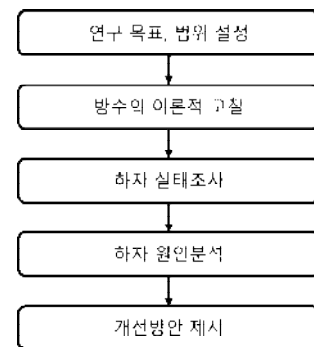 연구 목표, 범위 설정
방수의 이론적 고찰
하자 실태조사
하자 원인분석
개선방안 제시